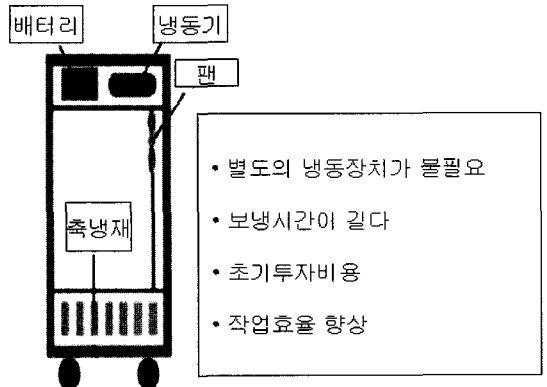 배터리
냉동기
팬
축냉재
• 별도의 냉동장치가 불필요
• 보냉시간이 길다
• 초기투자비용
• 작업효율 향상